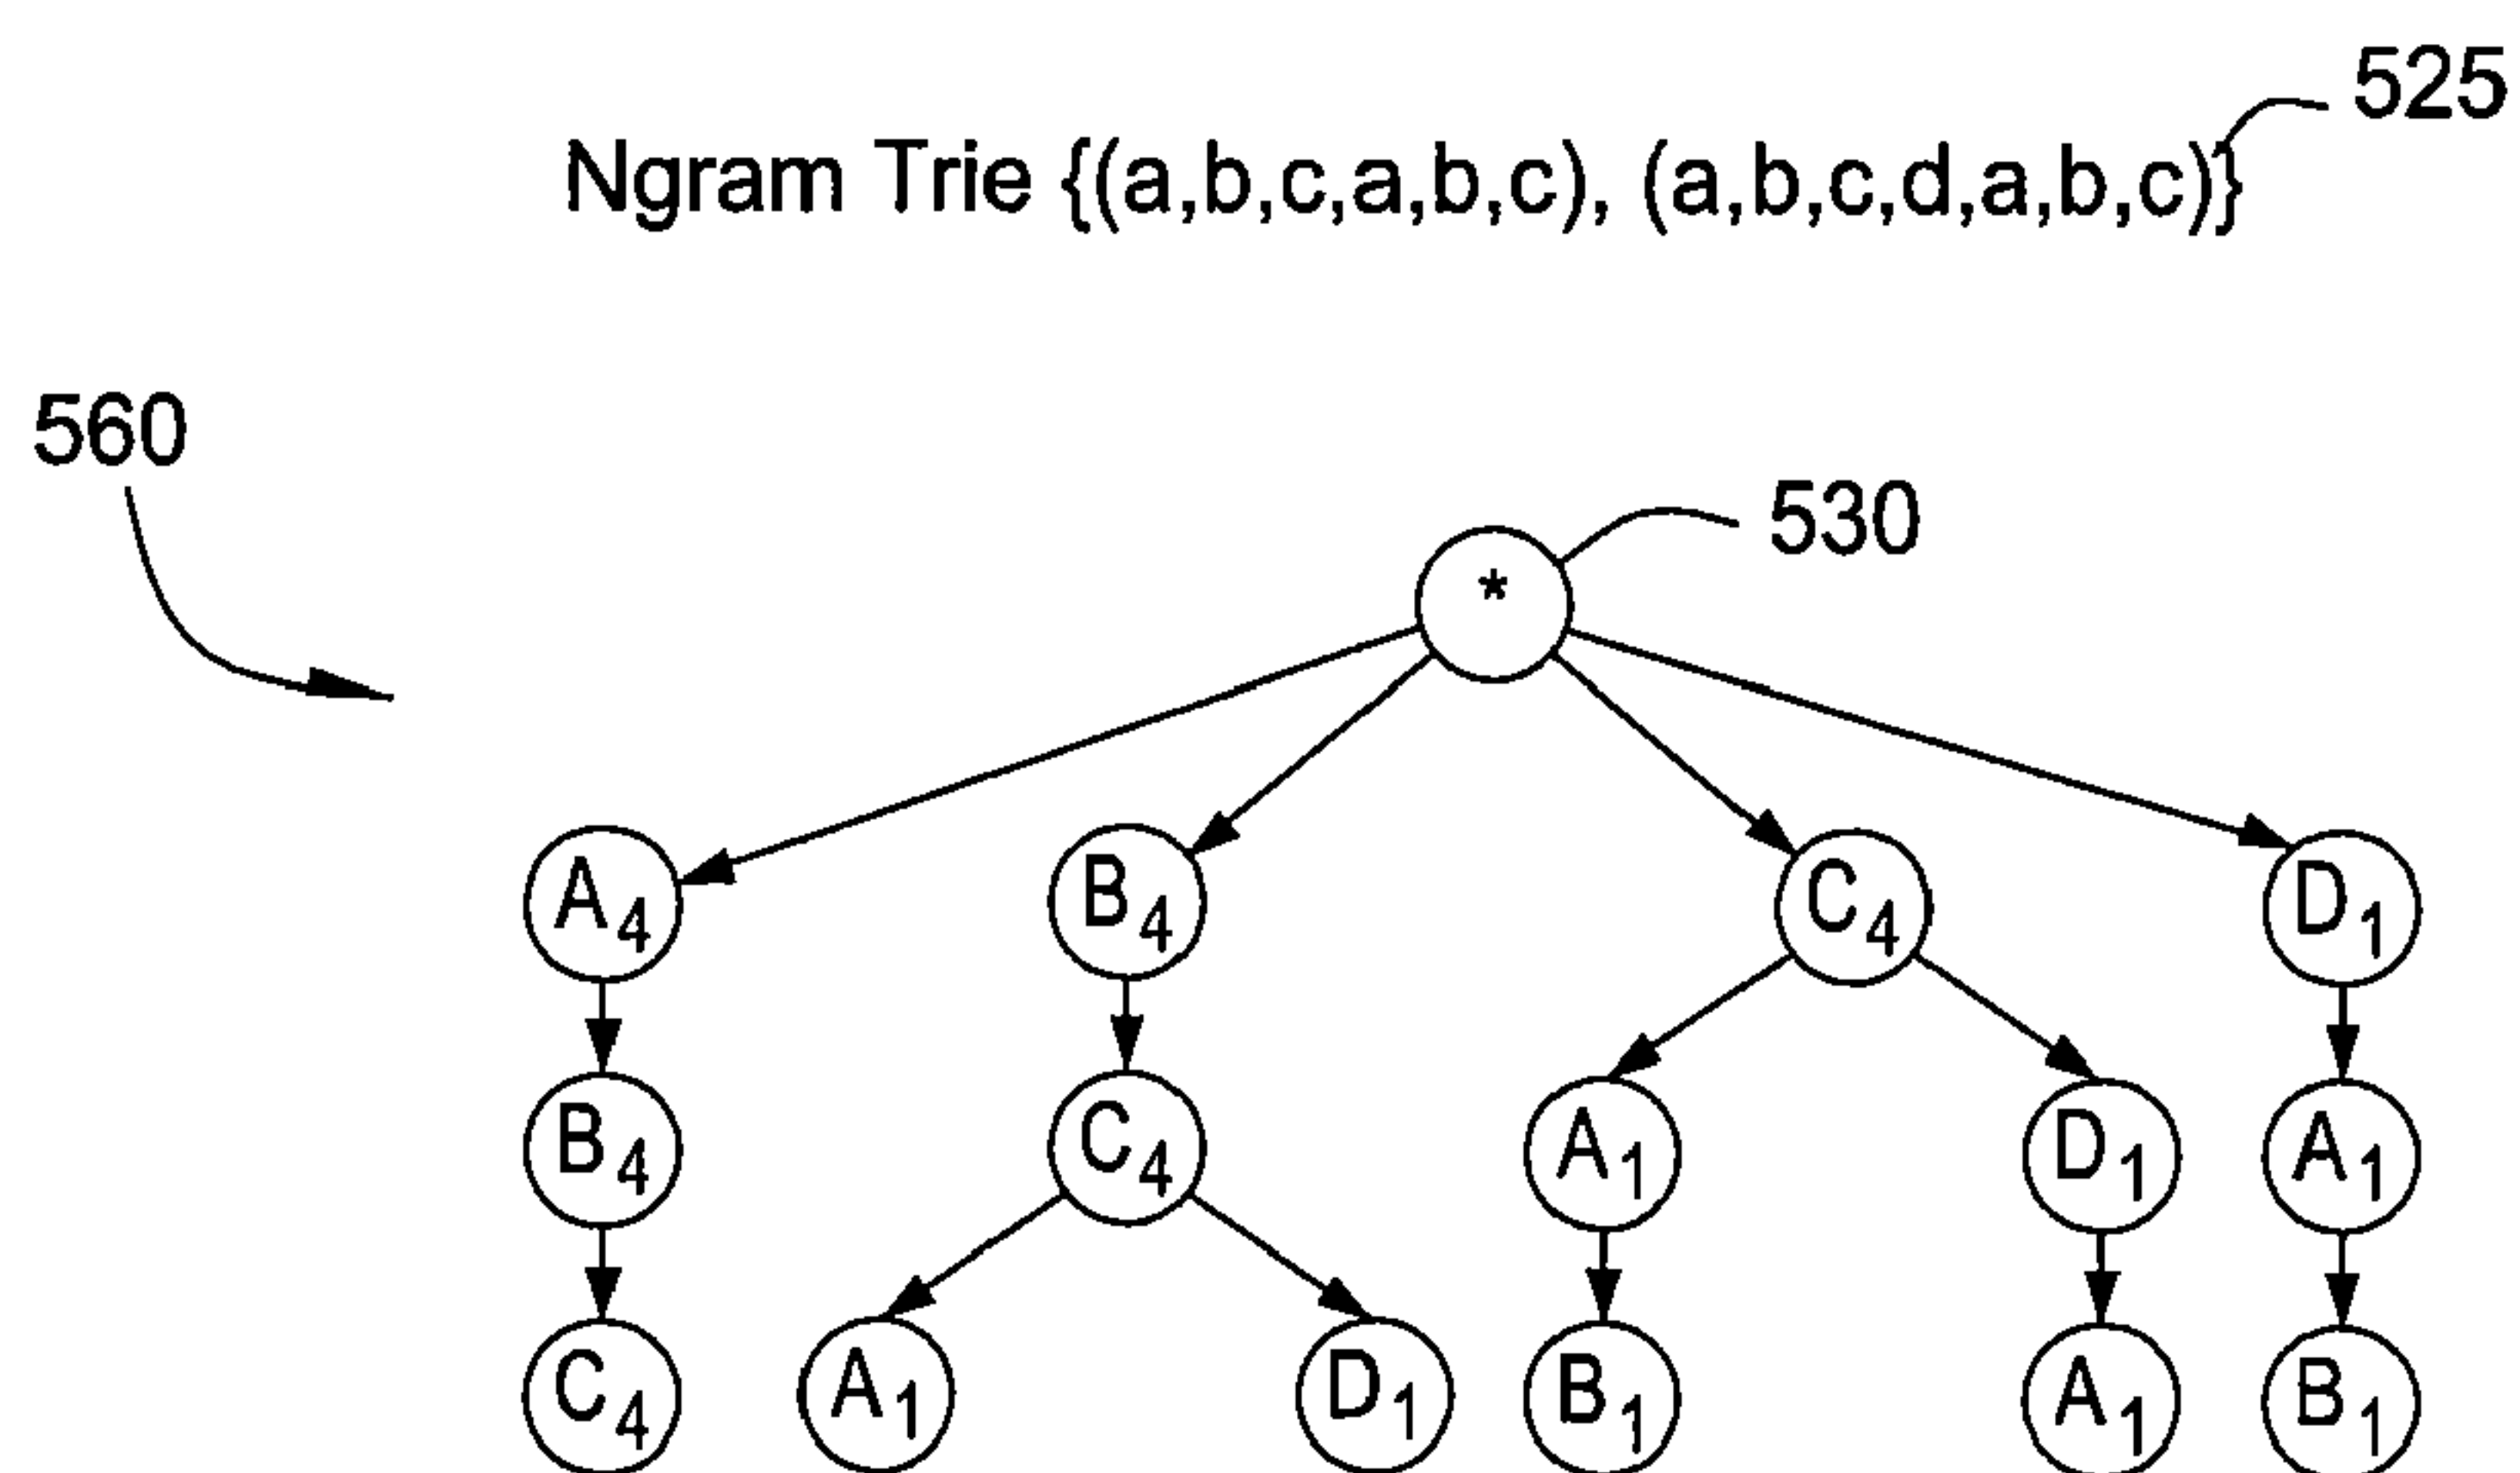 525
Ngram Trie {(a,b,c,a,b,c), (a,b,c,d,a,b,c)}
560
530
*
A4 B4 C4 D1
B4 C4 A1 D1 A1
C4 A1 D1 B1 A1 B1